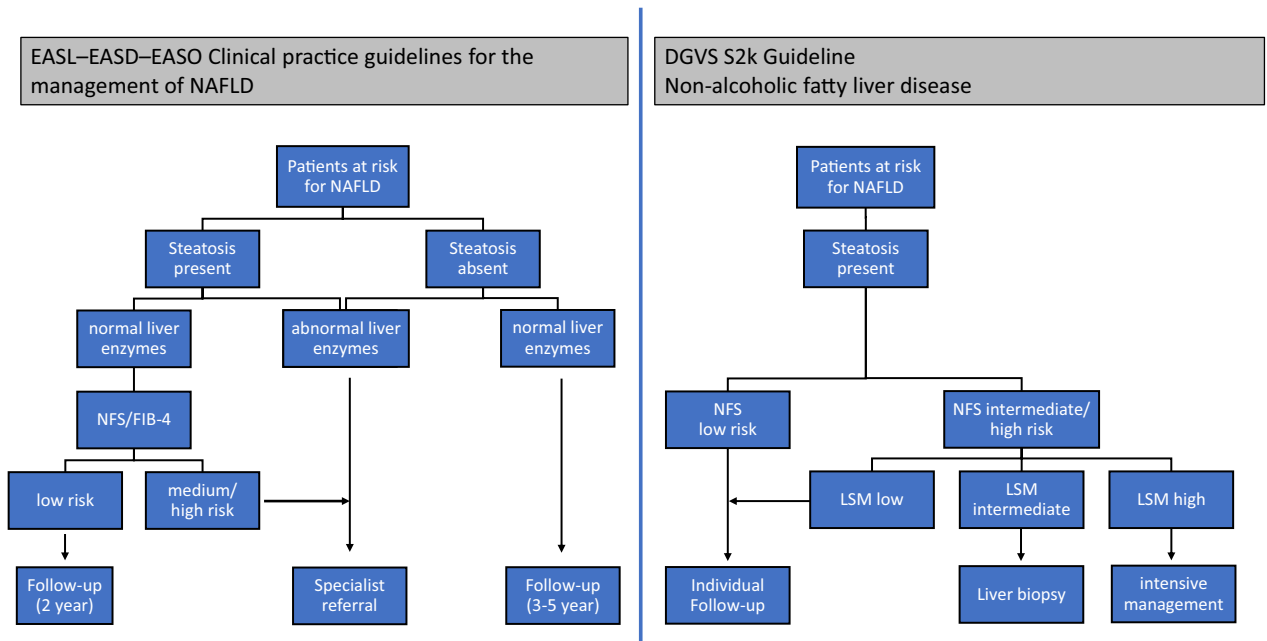 EASL–EASD–EASO Clinical practice guidelines for the
management of NAFLD
Patients at risk
for NAFLD
Steatosis
present
Steatosis
absent
normal liver
enzymes
abnormal liver
enzymes
normal liver
enzymes
NFS/FIB-4
low risk
medium/
high risk
Follow-up
(2 year)
Specialist
referral
Follow-up
(3-5 year)
DGVS S2k Guideline
Non-alcoholic fatty liver disease
Patients at risk
for NAFLD
Steatosis
present
NFS
low risk
NFS intermediate/
high risk
LSM low
LSM
intermediate
LSM high
Individual
Follow-up
Liver biopsy
intensive
management